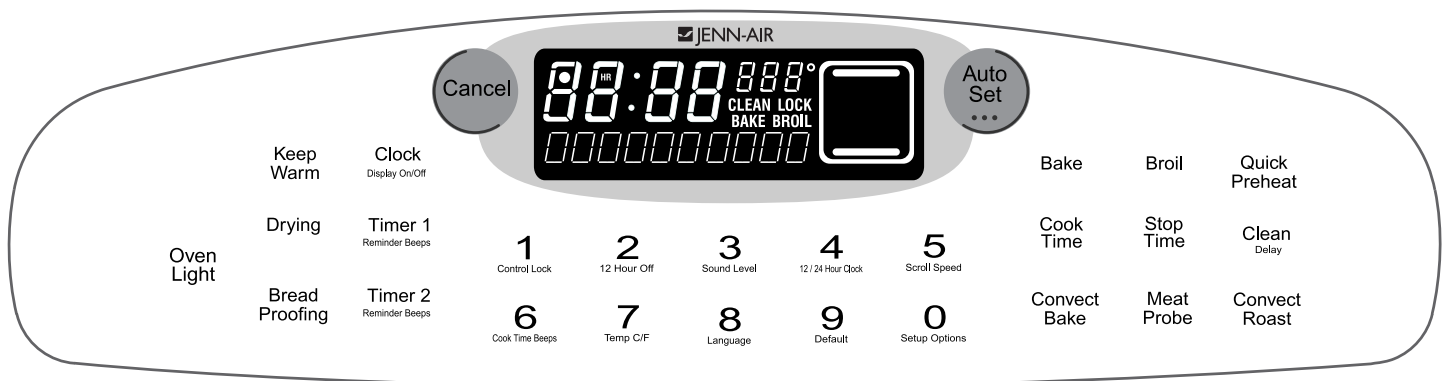 JENN-AIR
Cancel
88:88
HR
888°
CLEAN LOCK
BAKE BROIL
Auto
Set
Keep
Warm
Clock
Display On/Off
Drying
Timer 1
Reminder Beeps
Oven
Light
Bread
Proofing
Timer 2
Reminder Beeps
1
Control Lock
2
12 Hour Off
3
Sound Level
4
12 / 24 Hour Clock
5
Scroll Speed
6
Cook Time Beeps
7
Temp C/F
8
Language
9
Default
0
Setup Options
Bake
Broil
Quick
Preheat
Cook
Time
Stop
Time
Clean
Delay
Convect
Bake
Meat
Probe
Convect
Roast